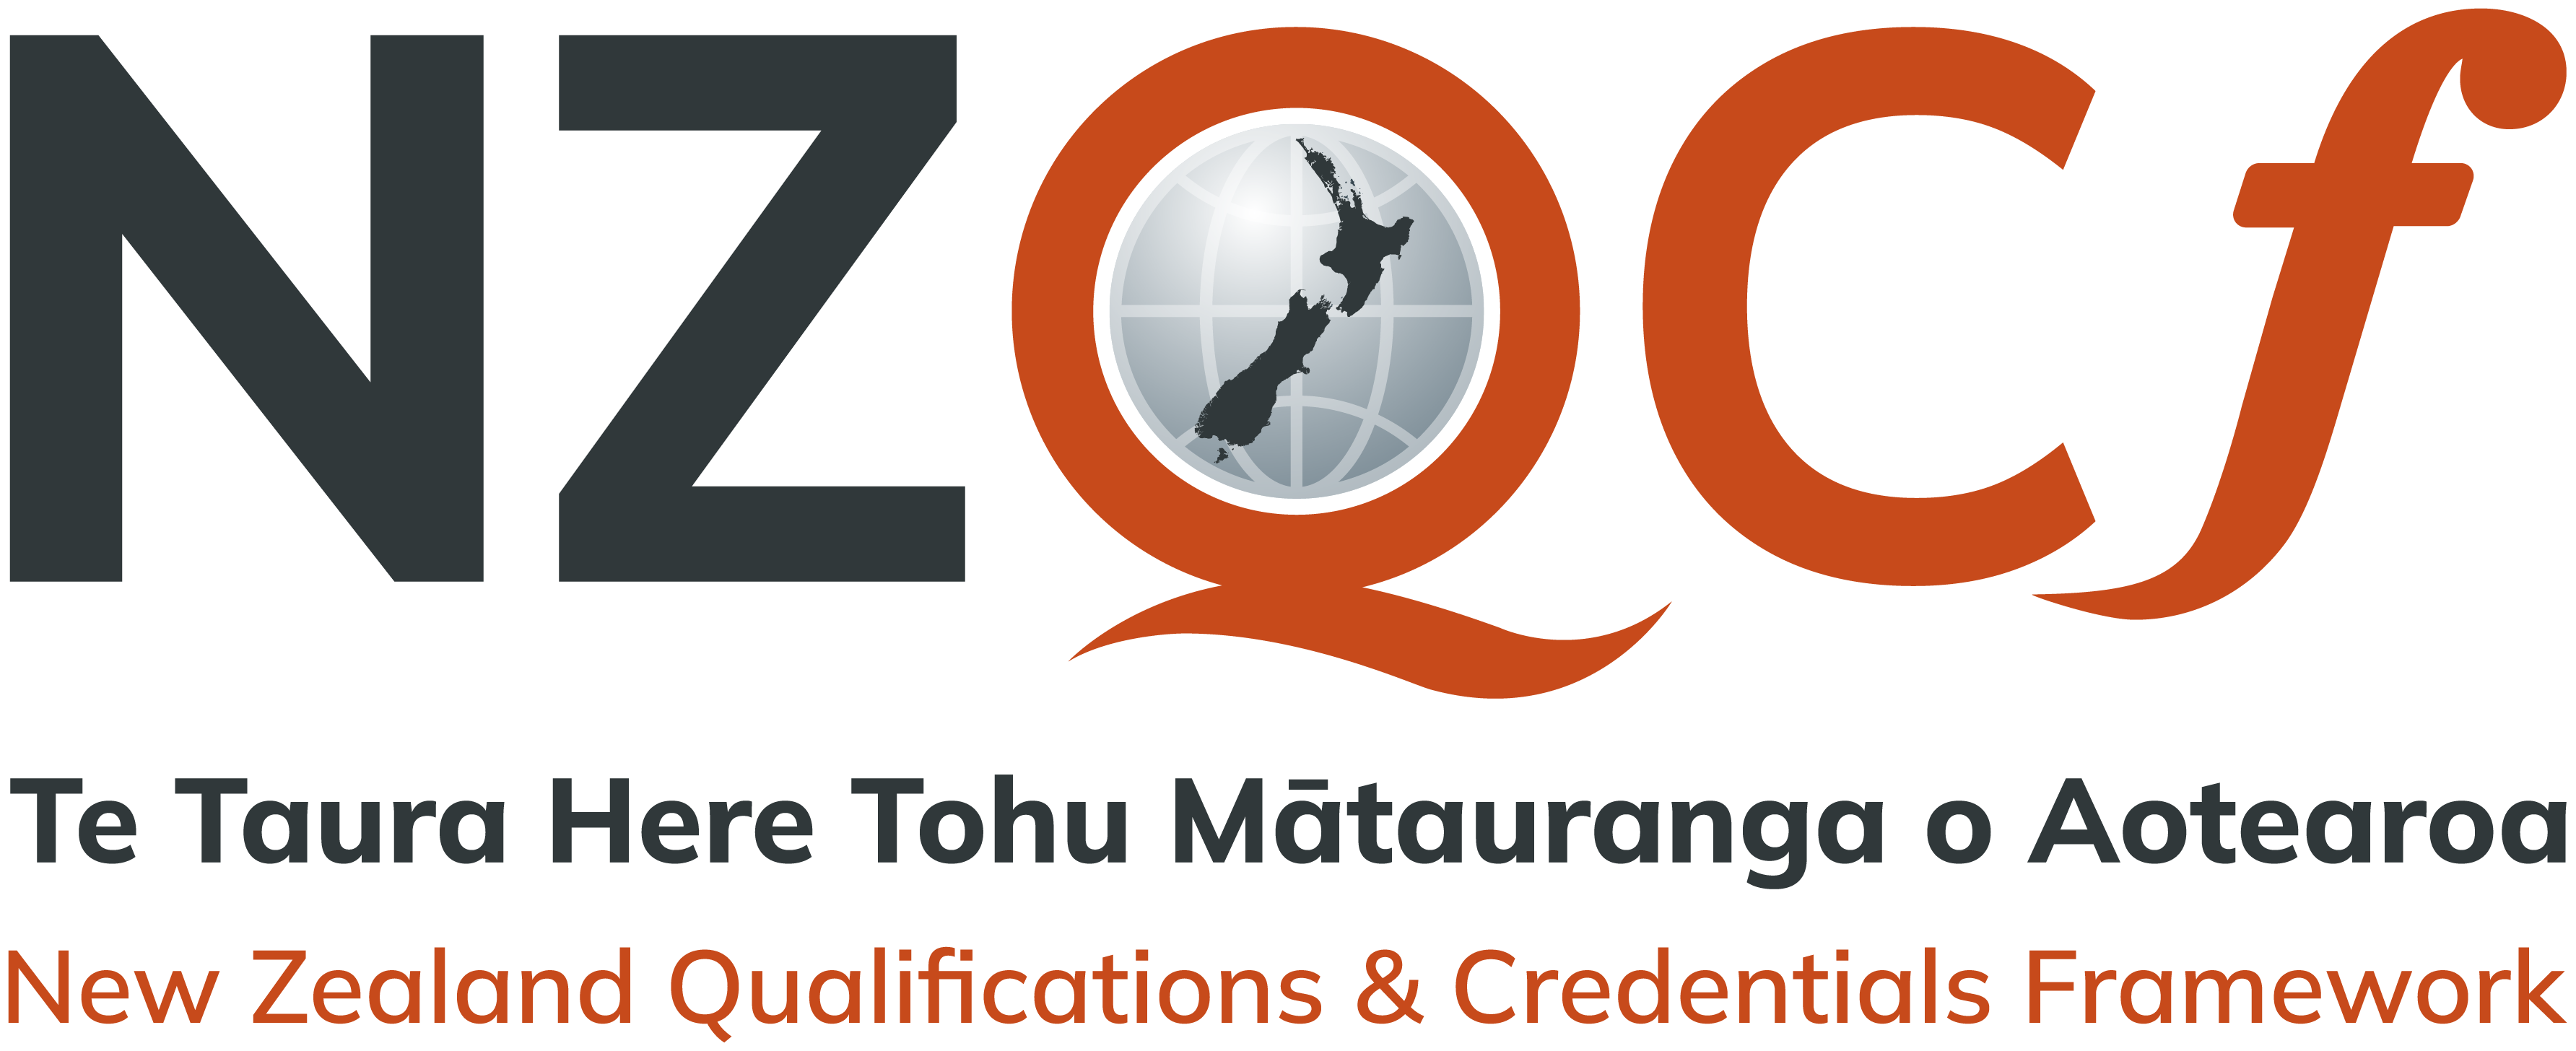 NZQCf
Te Taura Here Tohu Mātauranga o Aotearoa
New Zealand Qualifications & Credentials Framework